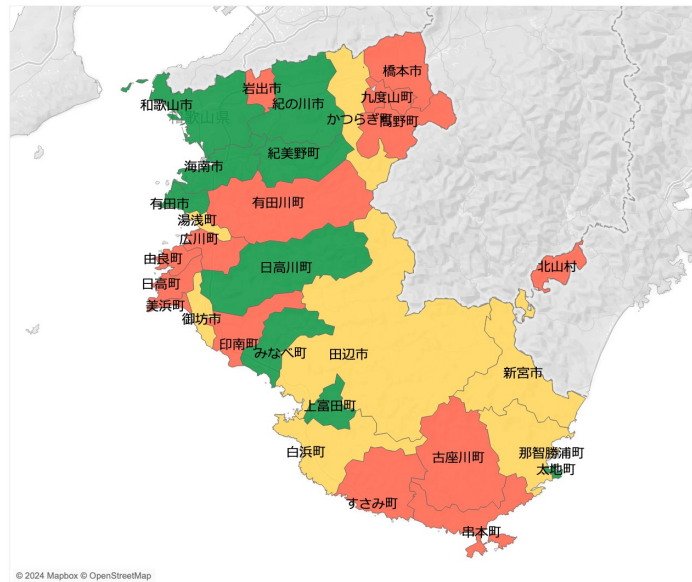 橋本市
岩出市
九度山町
和歌山市
紀の川市
和歌山県
かつらぎ町
高野町
紀美野町
海南市
有田市
有田川町
湯浅町
広川町
由良町
日高川町
北山村
日高町
美浜町
御坊市
印南町
みなべ町
田辺市
新宮市
上富田町
白浜町
古座川町
那智勝浦町
太地町
すさみ町
串本町
© 2024 Mapbox © OpenStreetMap